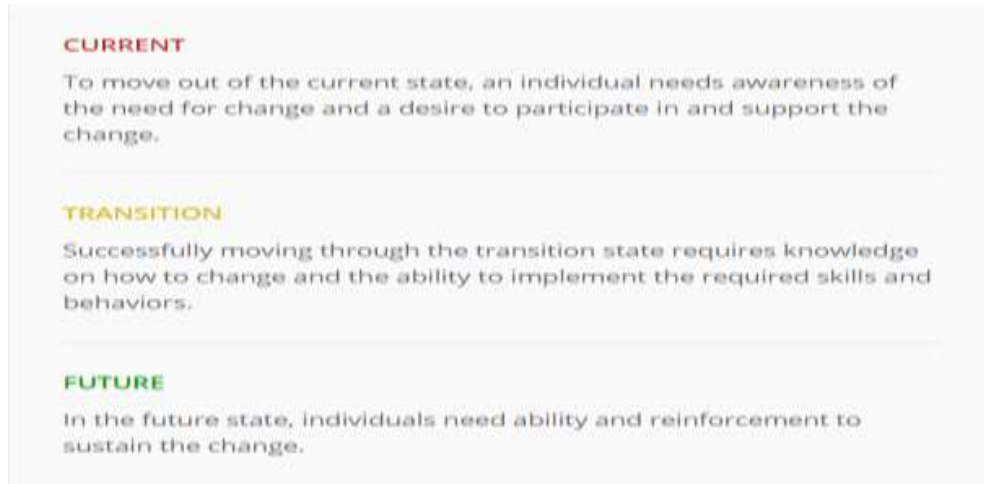 CURRENT
To move out of the current state, an individual needs awareness of
the need for change and a desire to participate in and support the
change.
TRANSITION
Successfully moving through the transition state requires knowledge
on how to change and the ability to implement the required skills and
behaviors.
FUTURE
In the future state, individuals need ability and reinforcement to
sustain the change.